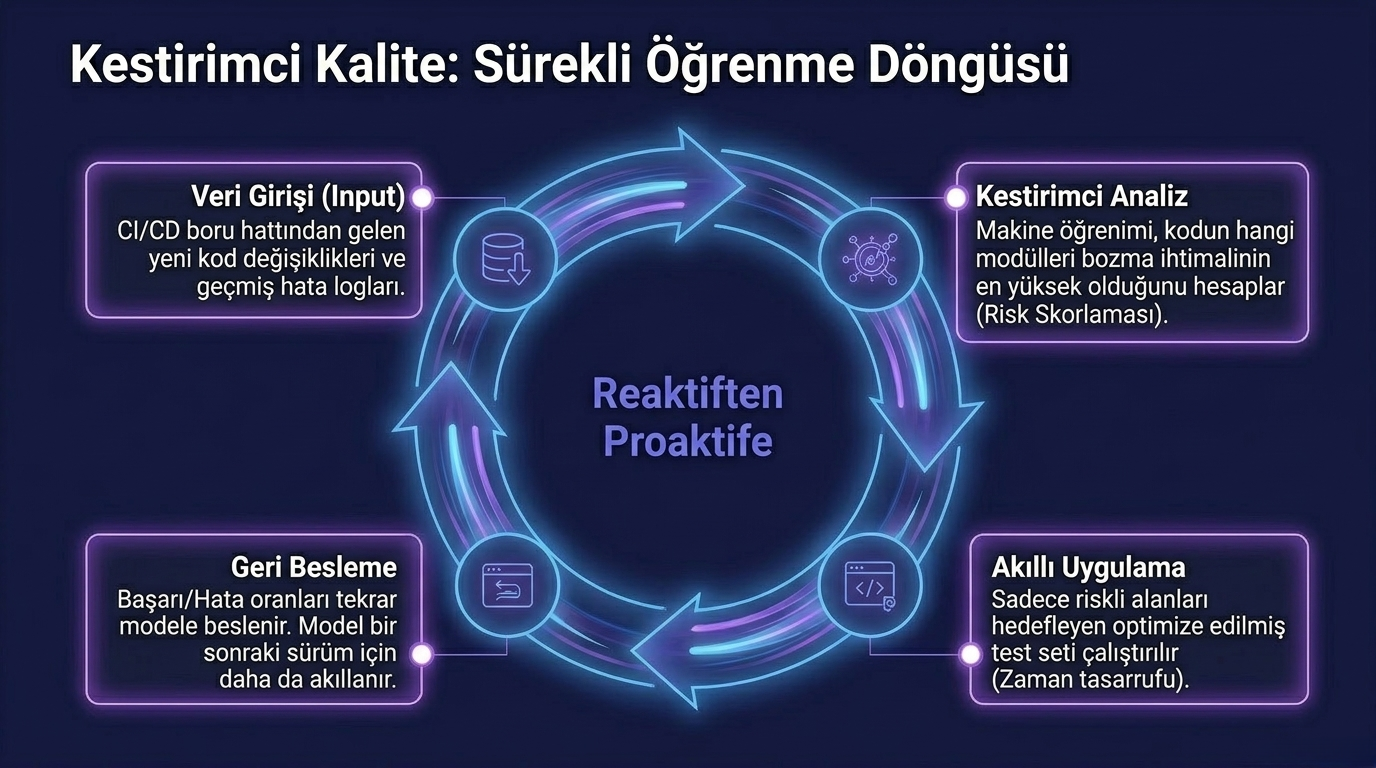 Kestirimci Kalite: Sürekli Öğrenme Döngüsü
Veri Girişi (Input)
CI/CD boru hattından gelen
yeni kod değişiklikleri ve
geçmiş hata logları.
Kestirimci Analiz
Makine öğrenimi, kodun hangi
modülleri bozma ihtimalinin
en yüksek olduğunu hesaplar
(Risk Skorlaması).
Reaktiften
Proaktife
Geri Besleme
Başarı/Hata oranları tekrar
modele beslenir. Model bir
sonraki sürüm için
daha da akıllanır.
Akıllı Uygulama
Sadece riskli alanları
hedefleyen optimize edilmiş
test seti çalıştırılır
(Zaman tasarrufu).